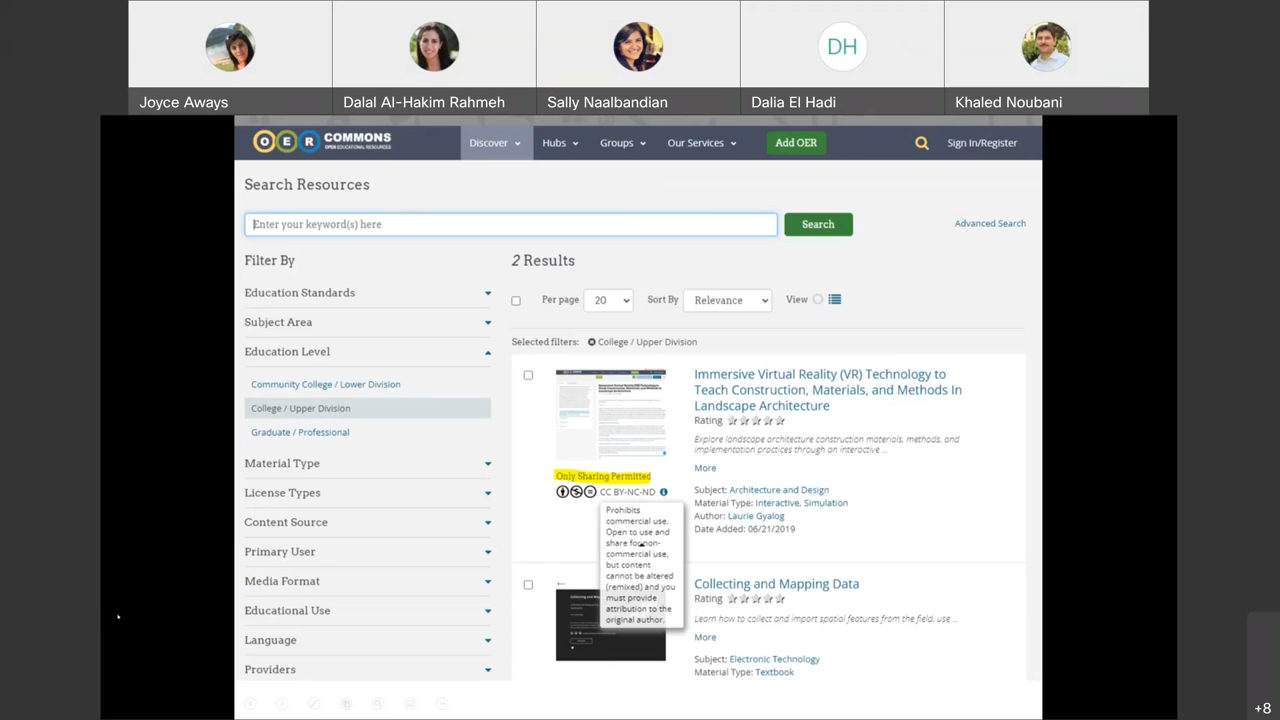 Joyce Aways
Dalal Al-Hakim Rahmeh
Sally Naalbandian
DH
Dalia El Hadi
Khaled Noubani
OER COMMONS
OPEN EDUCATIONAL RESOURCES
Discover
Hubs
Groups
Our Services
Add OER
Sign In/Register
Search Resources
Enter your keyword(s) here
Search
Advanced Search
Filter By
Education Standards
Subject Area
Education Level
Community College / Lower Division
College / Upper Division
Graduate / Professional
Material Type
License Types
Content Source
Primary User
Media Format
Educational Use
Language
Providers
2 Results
Per page 20 Sort By Relevance View
Selected filters: College / Upper Division
Immersive Virtual Reality (VR) Technology to
Teach Construction, Materials, and Methods In
Landscape Architecture
Rating
Explore landscape architecture construction materials, methods, and
implementation practices through an interactive ...
More
Subject: Architecture and Design
Material Type: Interactive, Simulation
Author: Laurie Gyalog
Date Added: 06/21/2019
Only Sharing Permitted
CC BY-NC-ND
Prohibits
commercial use.
Open to use and
share for non-
commercial use,
but content
cannot be altered
(remixed) and you
must provide
attribution to the
original author.
Collecting and Mapping Data
Rating
Learn how to collect and import spatial features from the field, use ...
More
Subject: Electronic Technology
Material Type: Textbook
+8